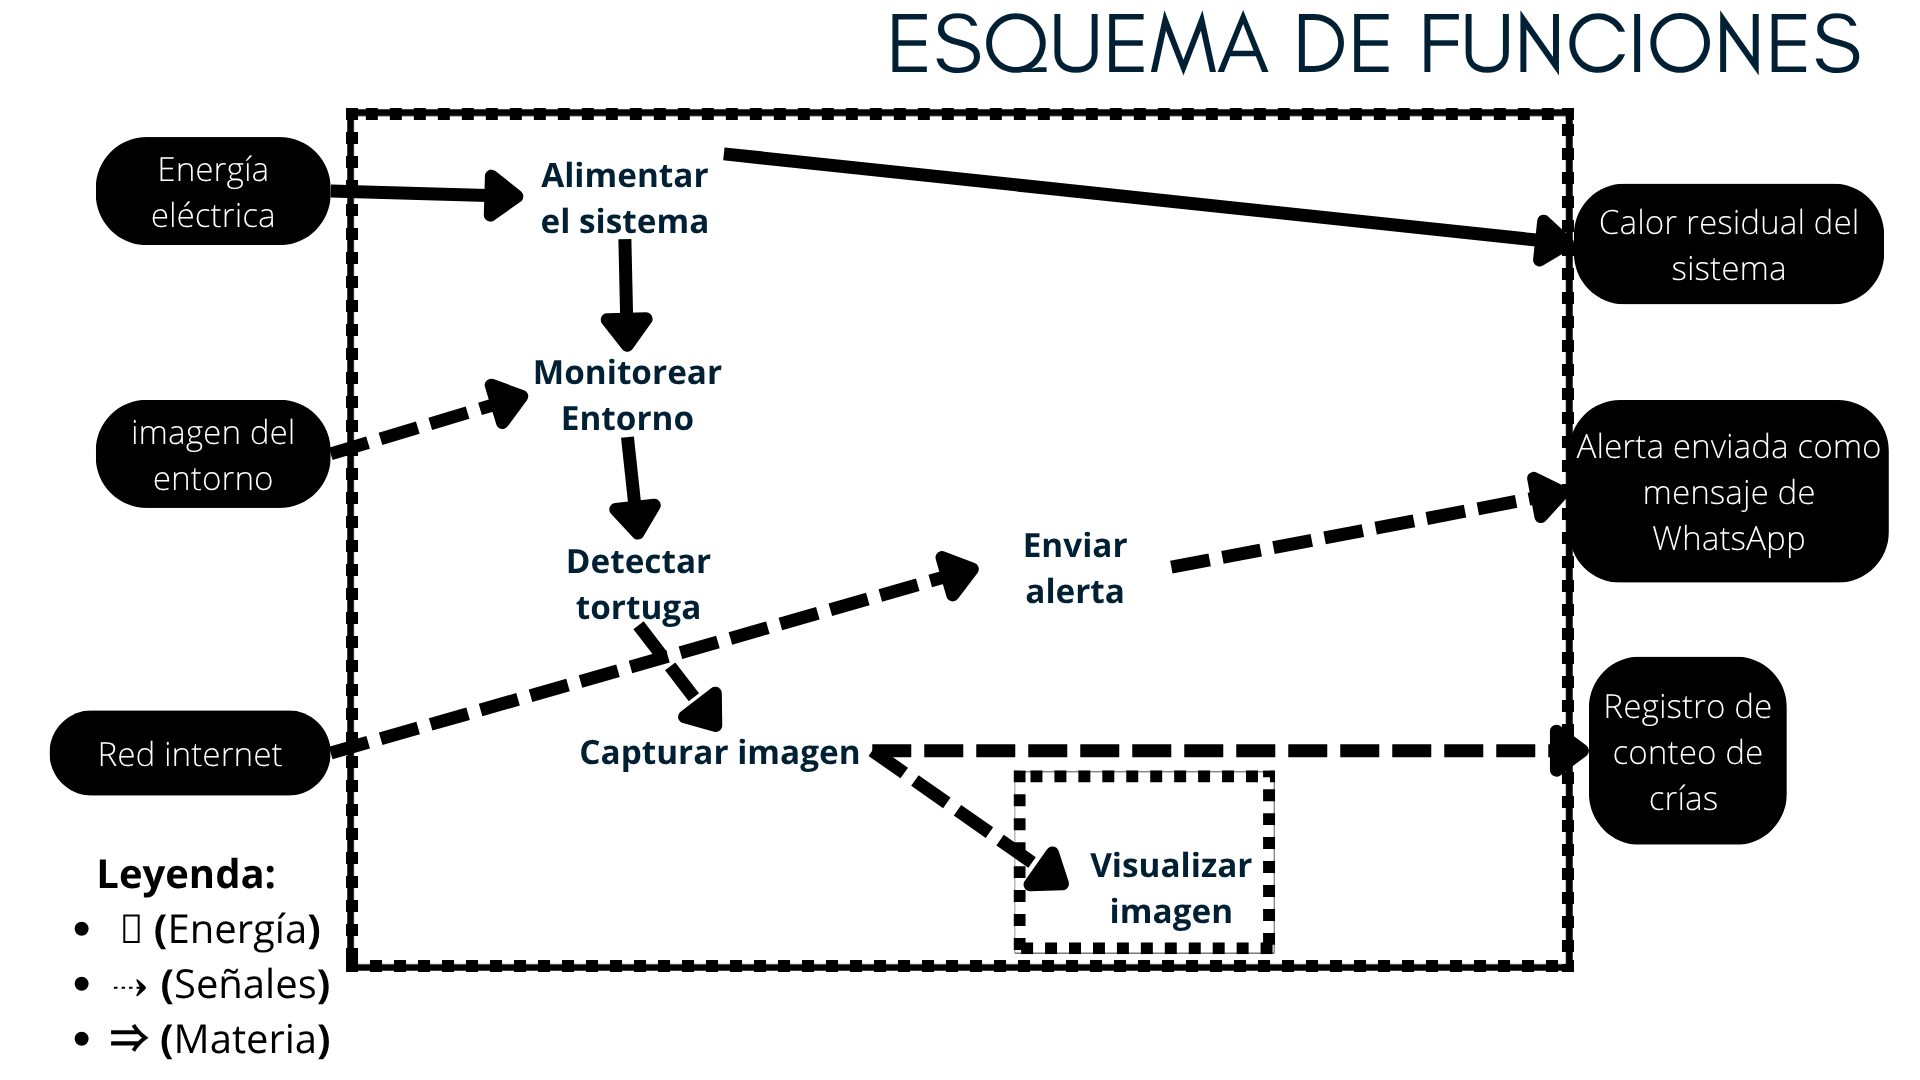 ESQUEMA DE FUNCIONES
Energía
eléctrica
Alimentar
el sistema
Calor residual del
sistema
Monitorear
Entorno
imagen del
entorno
Alerta enviada como
mensaje de
WhatsApp
Detectar
tortuga
Enviar
alerta
Red internet
Capturar imagen
Registro de
conteo de
crías
Visualizar
imagen
Leyenda:
• (Energía)
• ⇢ (Señales)
• ⇒ (Materia)